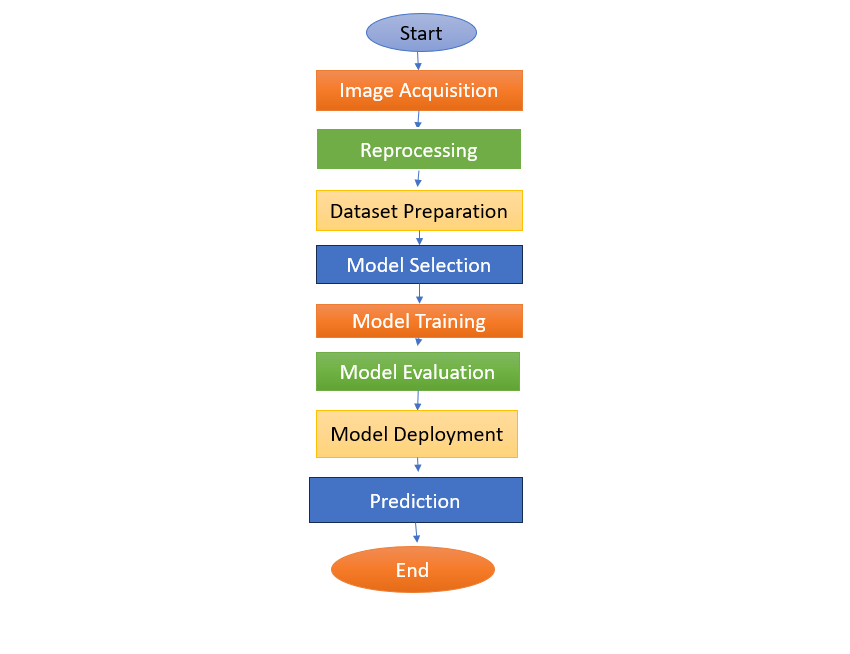 Start
Image Acquisition
Reprocessing
Dataset Preparation
Model Selection
Model Training
Model Evaluation
Model Deployment
Prediction
End